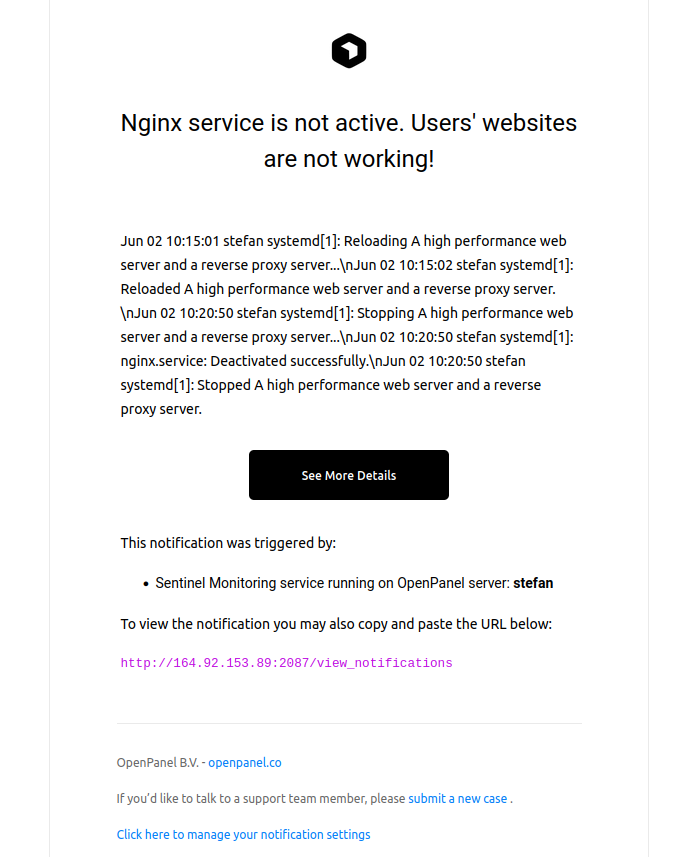 Nginx service is not active. Users' websites
are not working!
Jun 02 10:15:01 stefan systemd[1]: Reloading A high performance web
server and a reverse proxy server...\nJun 02 10:15:02 stefan systemd[1]:
Reloaded A high performance web server and a reverse proxy server.
\nJun 02 10:20:50 stefan systemd[1]: Stopping A high performance web
server and a reverse proxy server...\nJun 02 10:20:50 stefan systemd[1]:
nginx.service: Deactivated successfully.\nJun 02 10:20:50 stefan
systemd[1]: Stopped A high performance web server and a reverse
proxy server.
See More Details
This notification was triggered by:
• Sentinel Monitoring service running on OpenPanel server: stefan
To view the notification you may also copy and paste the URL below:
http://164.92.153.89:2087/view_notifications
OpenPanel B.V. - openpanel.co
If you’d like to talk to a support team member, please submit a new case .
Click here to manage your notification settings